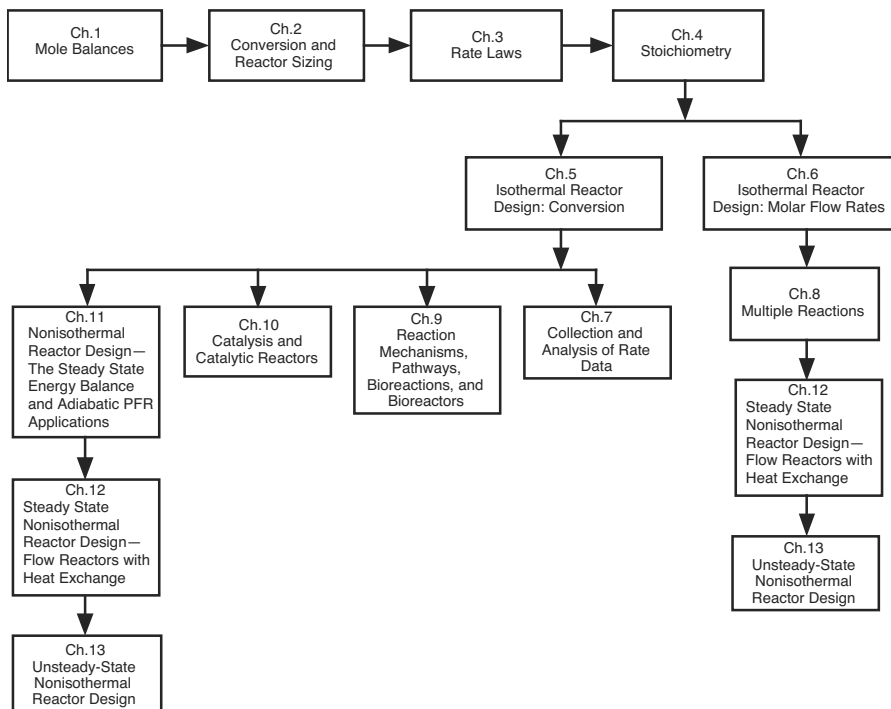 Ch.1
Mole Balances
Ch.2
Conversion and
Reactor Sizing
Ch.3
Rate Laws
Ch.4
Stoichiometry
Ch.5
Isothermal Reactor
Design: Conversion
Ch.6
Isothermal Reactor
Design: Molar Flow Rates
Ch.11
Nonisothermal
Reactor Design—
The Steady State
Energy Balance
and Adiabatic PFR
Applications
Ch.10
Catalysis and
Catalytic Reactors
Ch.9
Reaction
Mechanisms,
Pathways,
Bioreactions, and
Bioreactors
Ch.7
Collection and
Analysis of Rate
Data
Ch.8
Multiple Reactions
Ch.12
Steady State
Nonisothermal
Reactor Design—
Flow Reactors with
Heat Exchange
Ch.12
Steady State
Nonisothermal
Reactor Design—
Flow Reactors with
Heat Exchange
Ch.13
Unsteady-State
Nonisothermal
Reactor Design
Ch.13
Unsteady-State
Nonisothermal
Reactor Design